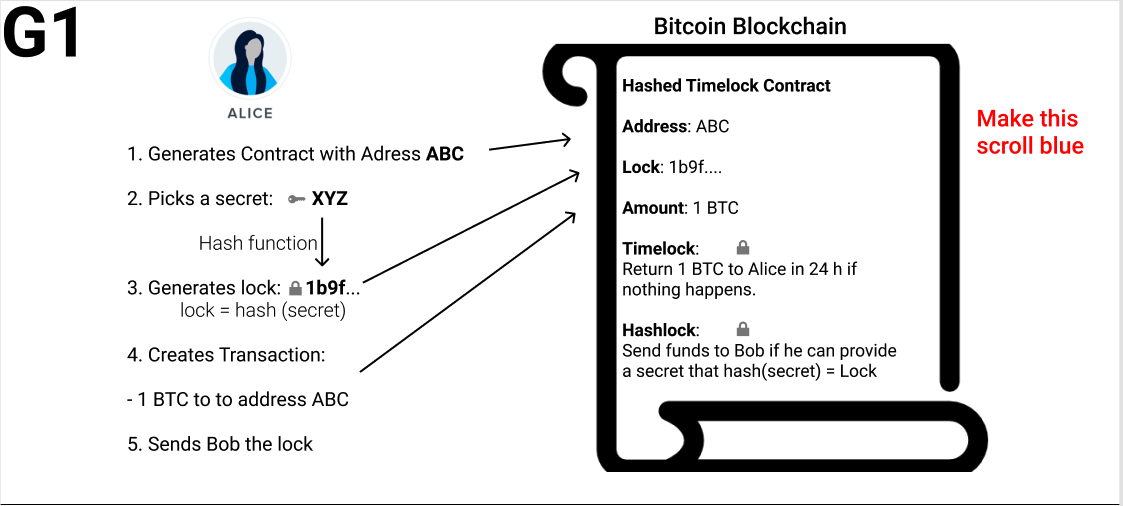 G1
ALICE
1. Generates Contract with Adress ABC
2. Picks a secret: XYZ
Hash function
3. Generates lock: 1b9f...
lock = hash (secret)
4. Creates Transaction:
- 1 BTC to to address ABC
5. Sends Bob the lock
Bitcoin Blockchain
Hashed Timelock Contract
Address: ABC
Lock: 1b9f....
Amount: 1 BTC
Timelock:
Return 1 BTC to Alice in 24 h if
nothing happens.
Hashlock:
Send funds to Bob if he can provide
a secret that hash(secret) = Lock
Make this
scroll blue